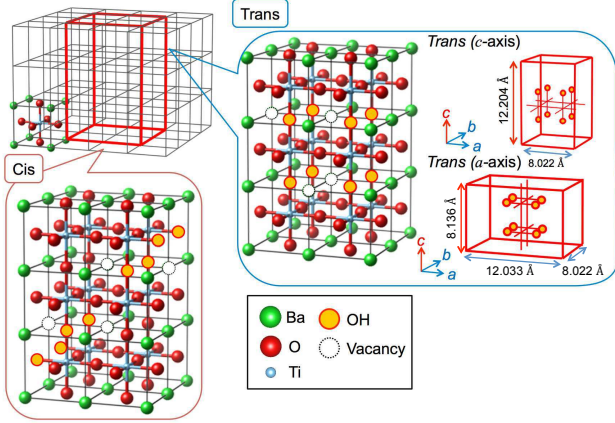 Trans
Trans (c-axis)
12.204 Å
c
b
a
8.022 Å
Cis
Trans (a-axis)
8.136 Å
c
b
a
12.033 Å
8.022 Å
Ba
OH
O
Vacancy
Ti